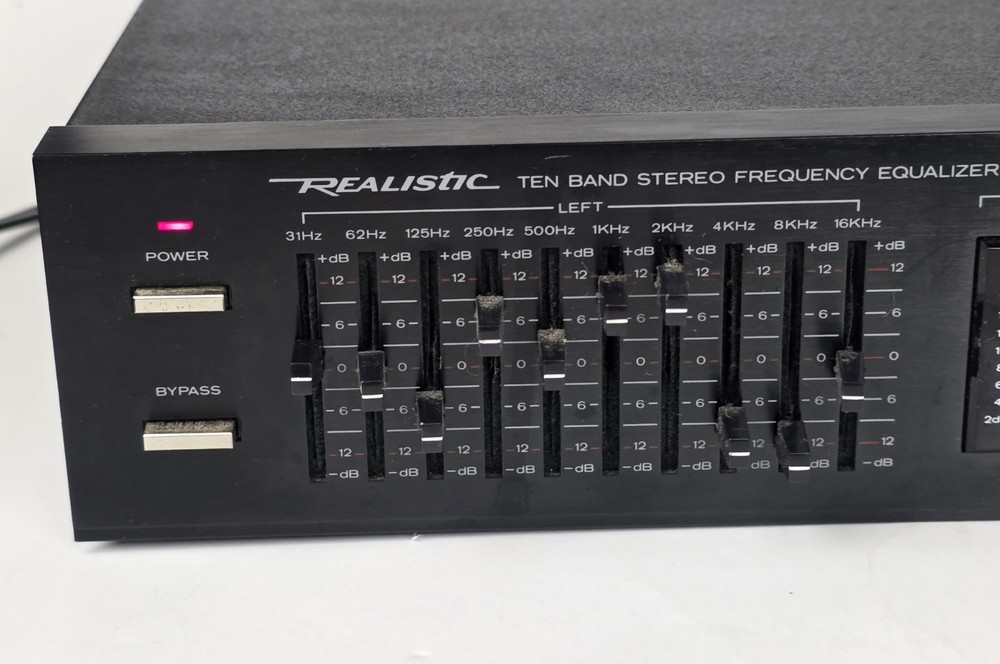 REALISTIC TEN BAND STEREO FREQUENCY EQUALIZER
LEFT
31Hz 62Hz 125Hz 250Hz 500Hz 1KHz 2KHz 4KHz 8KHz 16KHz
POWER
+dB +dB +dB +dB +dB +dB +dB +dB +dB +dB
12 12 12 12 12 12 12 12 12 12
6 6 6 6 6 6 6 6 6 6
0 0 0 0 0 0 0 0 0 0
BYPASS
6 6 6 6 6 6 6 6 6 6
12 12 12 12 12 12 12 12 12 12
-dB -dB -dB -dB -dB -dB -dB -dB dB -dB
2d